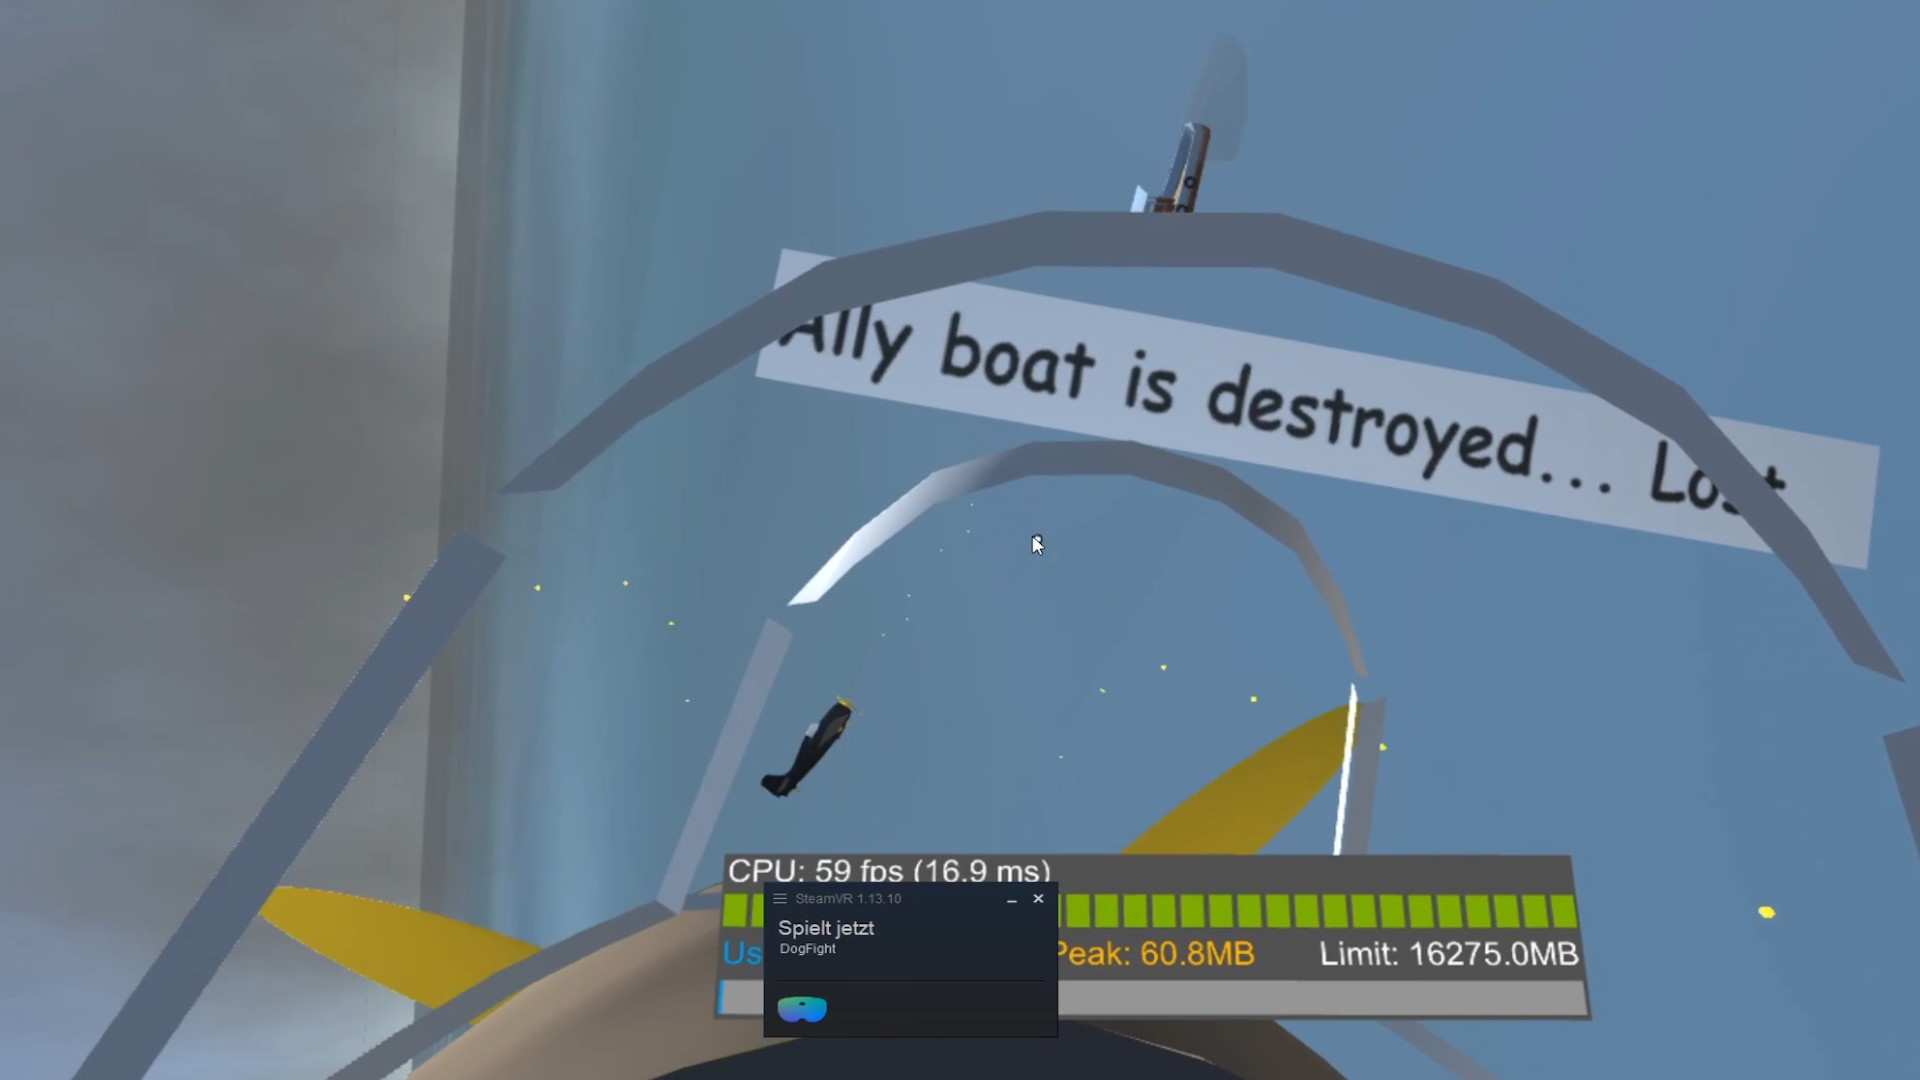 Ally boat is destroyed... Lost
CPU: 59 fps (16.9 ms)
SteamVR 1.13.10
Spielt jetzt
DogFight
Peak: 60.8MB
Limit: 16275.0MB